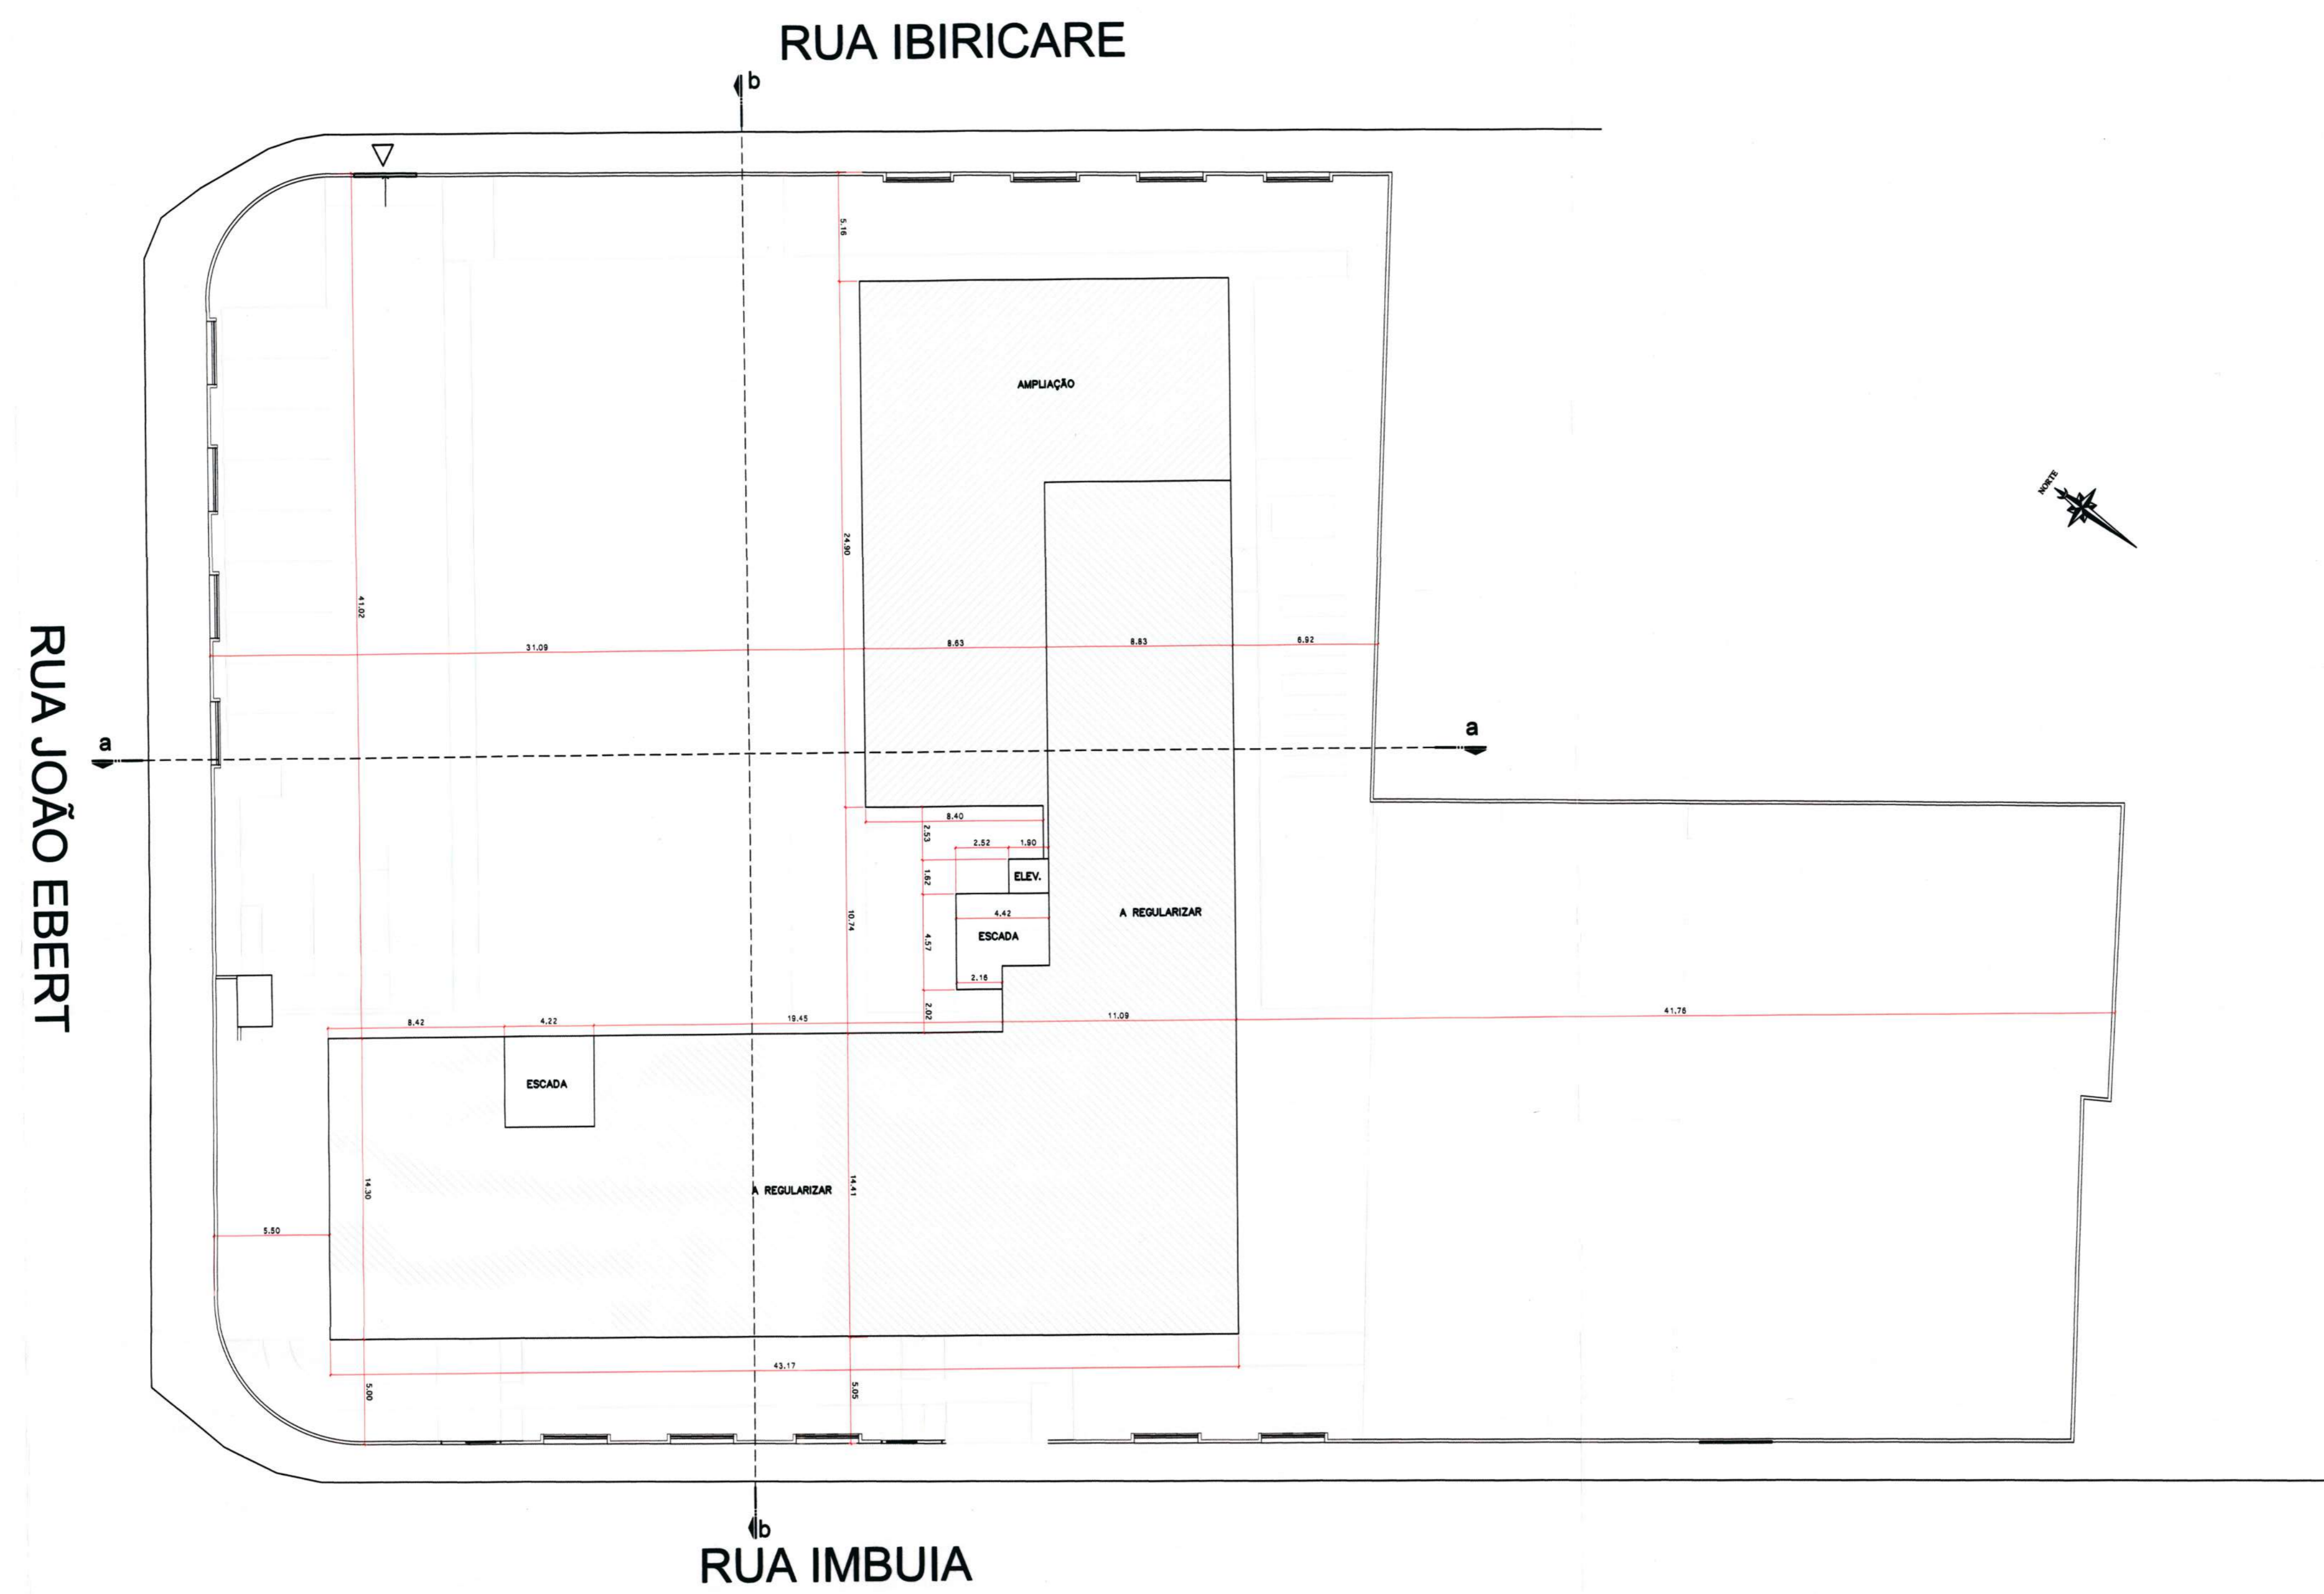 RUA IBIRICARE
b
5.16
AMPLIAÇÃO
NORTE
24.90
41.02
31.09
8.63
8.83
6.92
RUA JOÃO EBERT
a
a
8.40
2.53
2.52
1.90
1.62
ELEV.
10.74
4.42
A REGULARIZAR
4.57
ESCADA
2.16
2.02
8.42
4.22
19.45
11.09
41.76
ESCADA
14.30
14.41
A REGULARIZAR
5.50
43.17
5.00
5.05
b
RUA IMBUIA